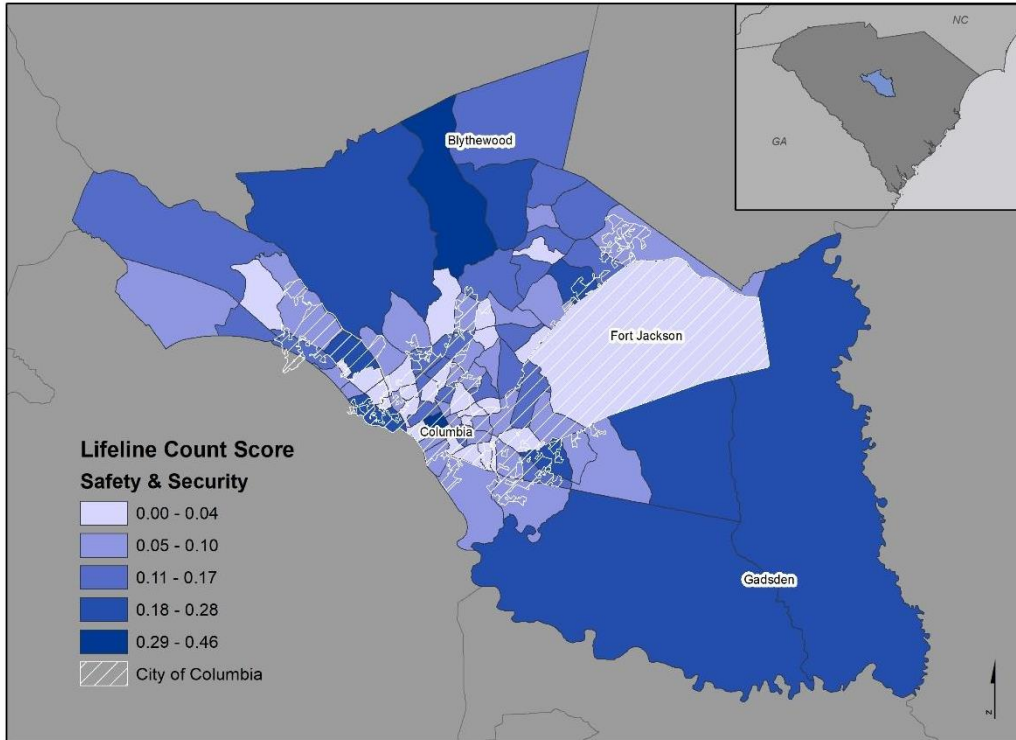 NC
GA
Blythewood
Fort Jackson
Columbia
Gadsden
Lifeline Count Score
Safety & Security
0.00 - 0.04
0.05 - 0.10
0.11 - 0.17
0.18 - 0.28
0.29 - 0.46
City of Columbia
N